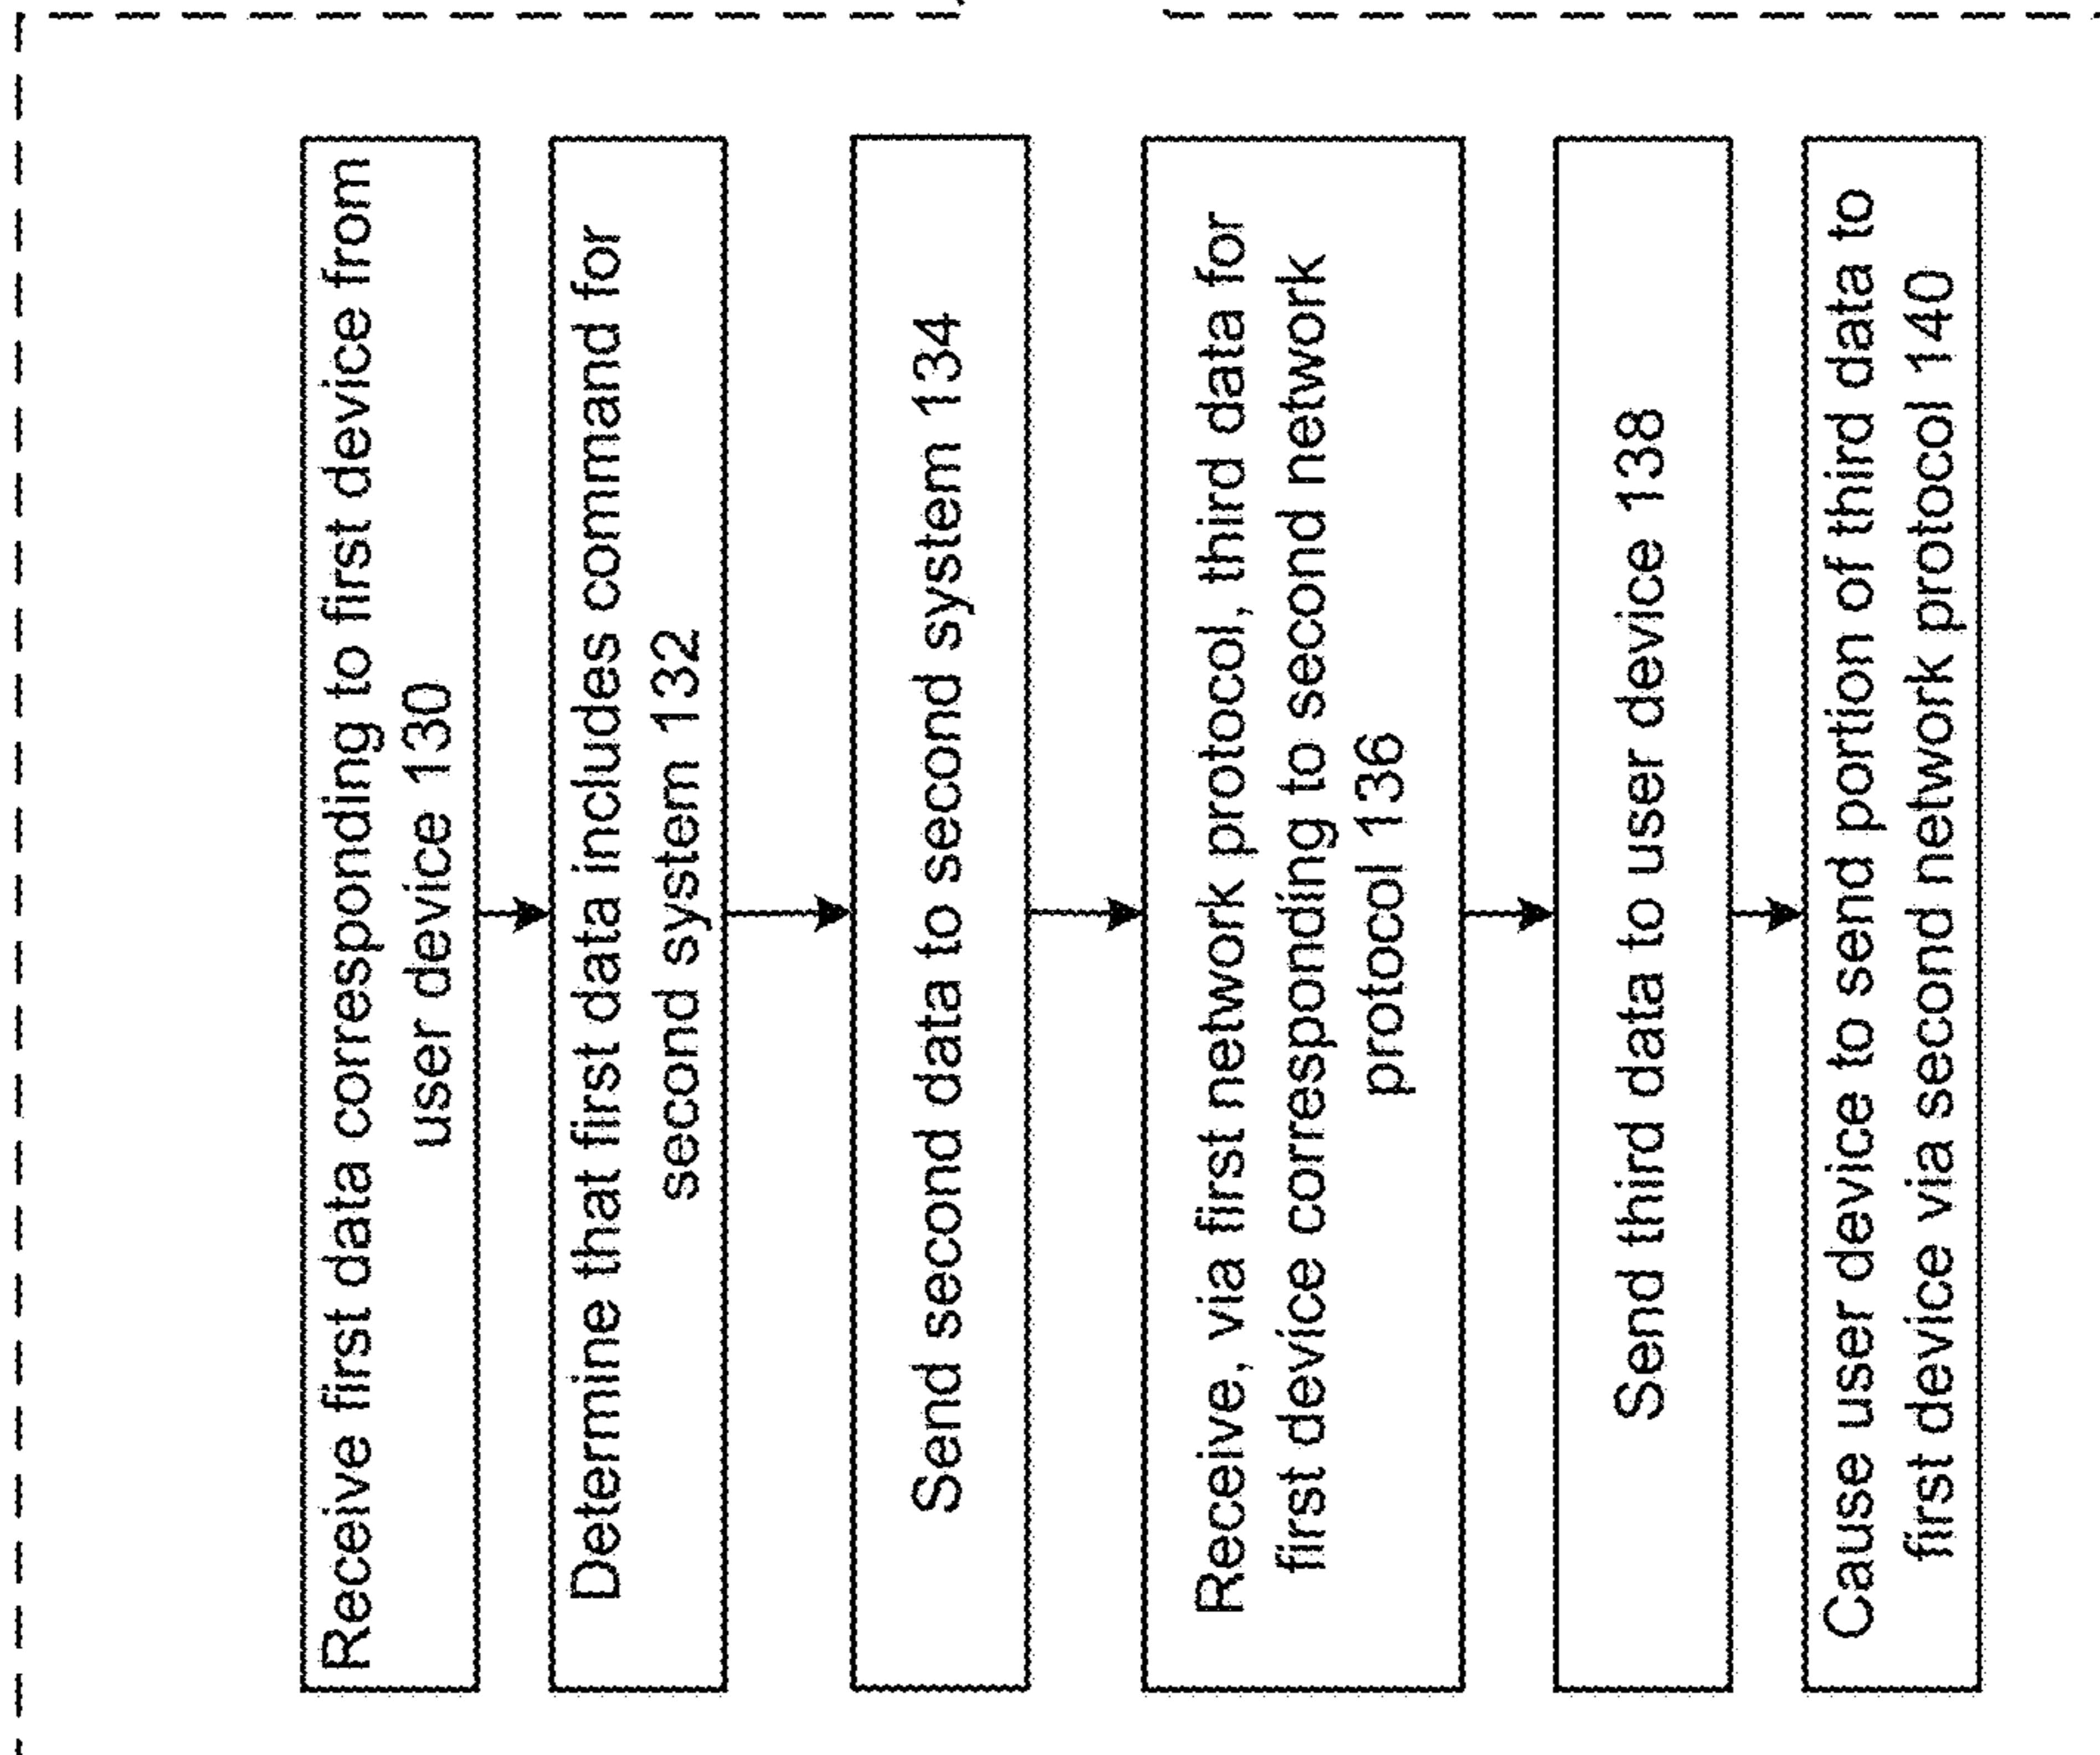 Receive first data corresponding to first device from
user device 130
Determine that first data includes command for
second system 132
Send second data to second system 134
Receive, via first network protocol, third data for
first device corresponding to second network
protocol 136
Send third data to user device 138
Cause user device to send portion of third data to
first device via second network protocol 140